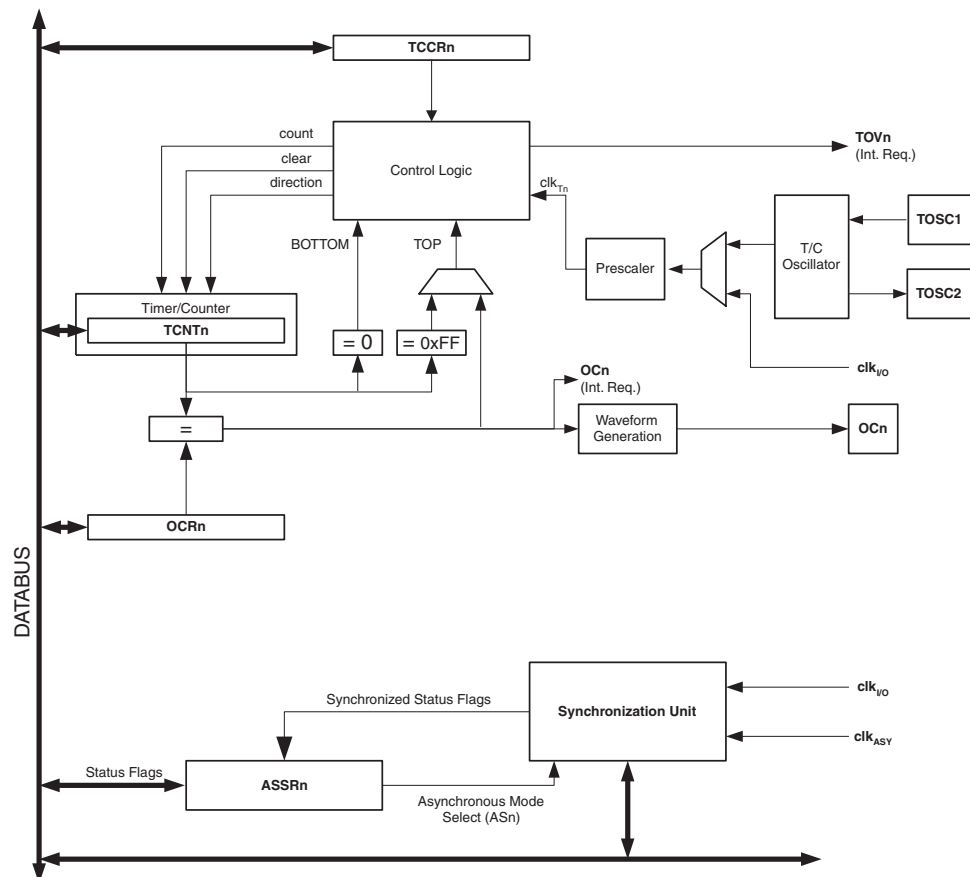 TCCRn
count
clear
direction
Control Logic
TOVn
(Int. Req.)
clkTn
BOTTOM
TOP
Prescaler
T/C
Oscillator
TOSC1
TOSC2
Timer/Counter
TCNTn
= 0
= 0xFF
OCn
(Int. Req.)
clkI/O
=
Waveform
Generation
OCn
OCRn
DATABUS
Synchronized Status Flags
Synchronization Unit
clkI/O
clkASY
Status Flags
ASSRn
Asynchronous Mode
Select (ASn)